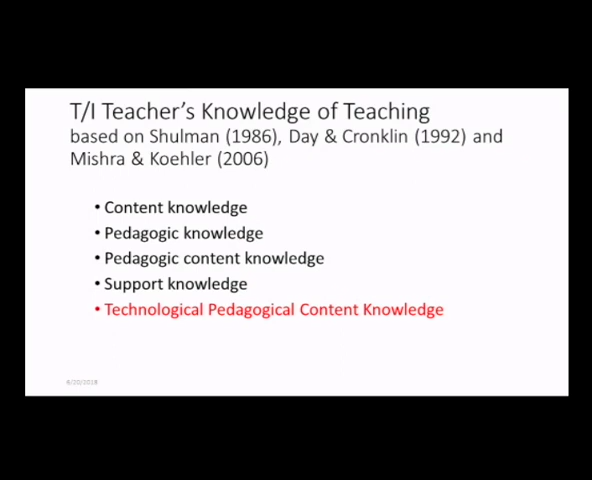 T/I Teacher's Knowledge of Teaching
based on Shulman (1986), Day & Cronklin (1992) and
Mishra & Koehler (2006)
• Content knowledge
• Pedagogic knowledge
• Pedagogic content knowledge
• Support knowledge
• Technological Pedagogical Content Knowledge
6/20/2018